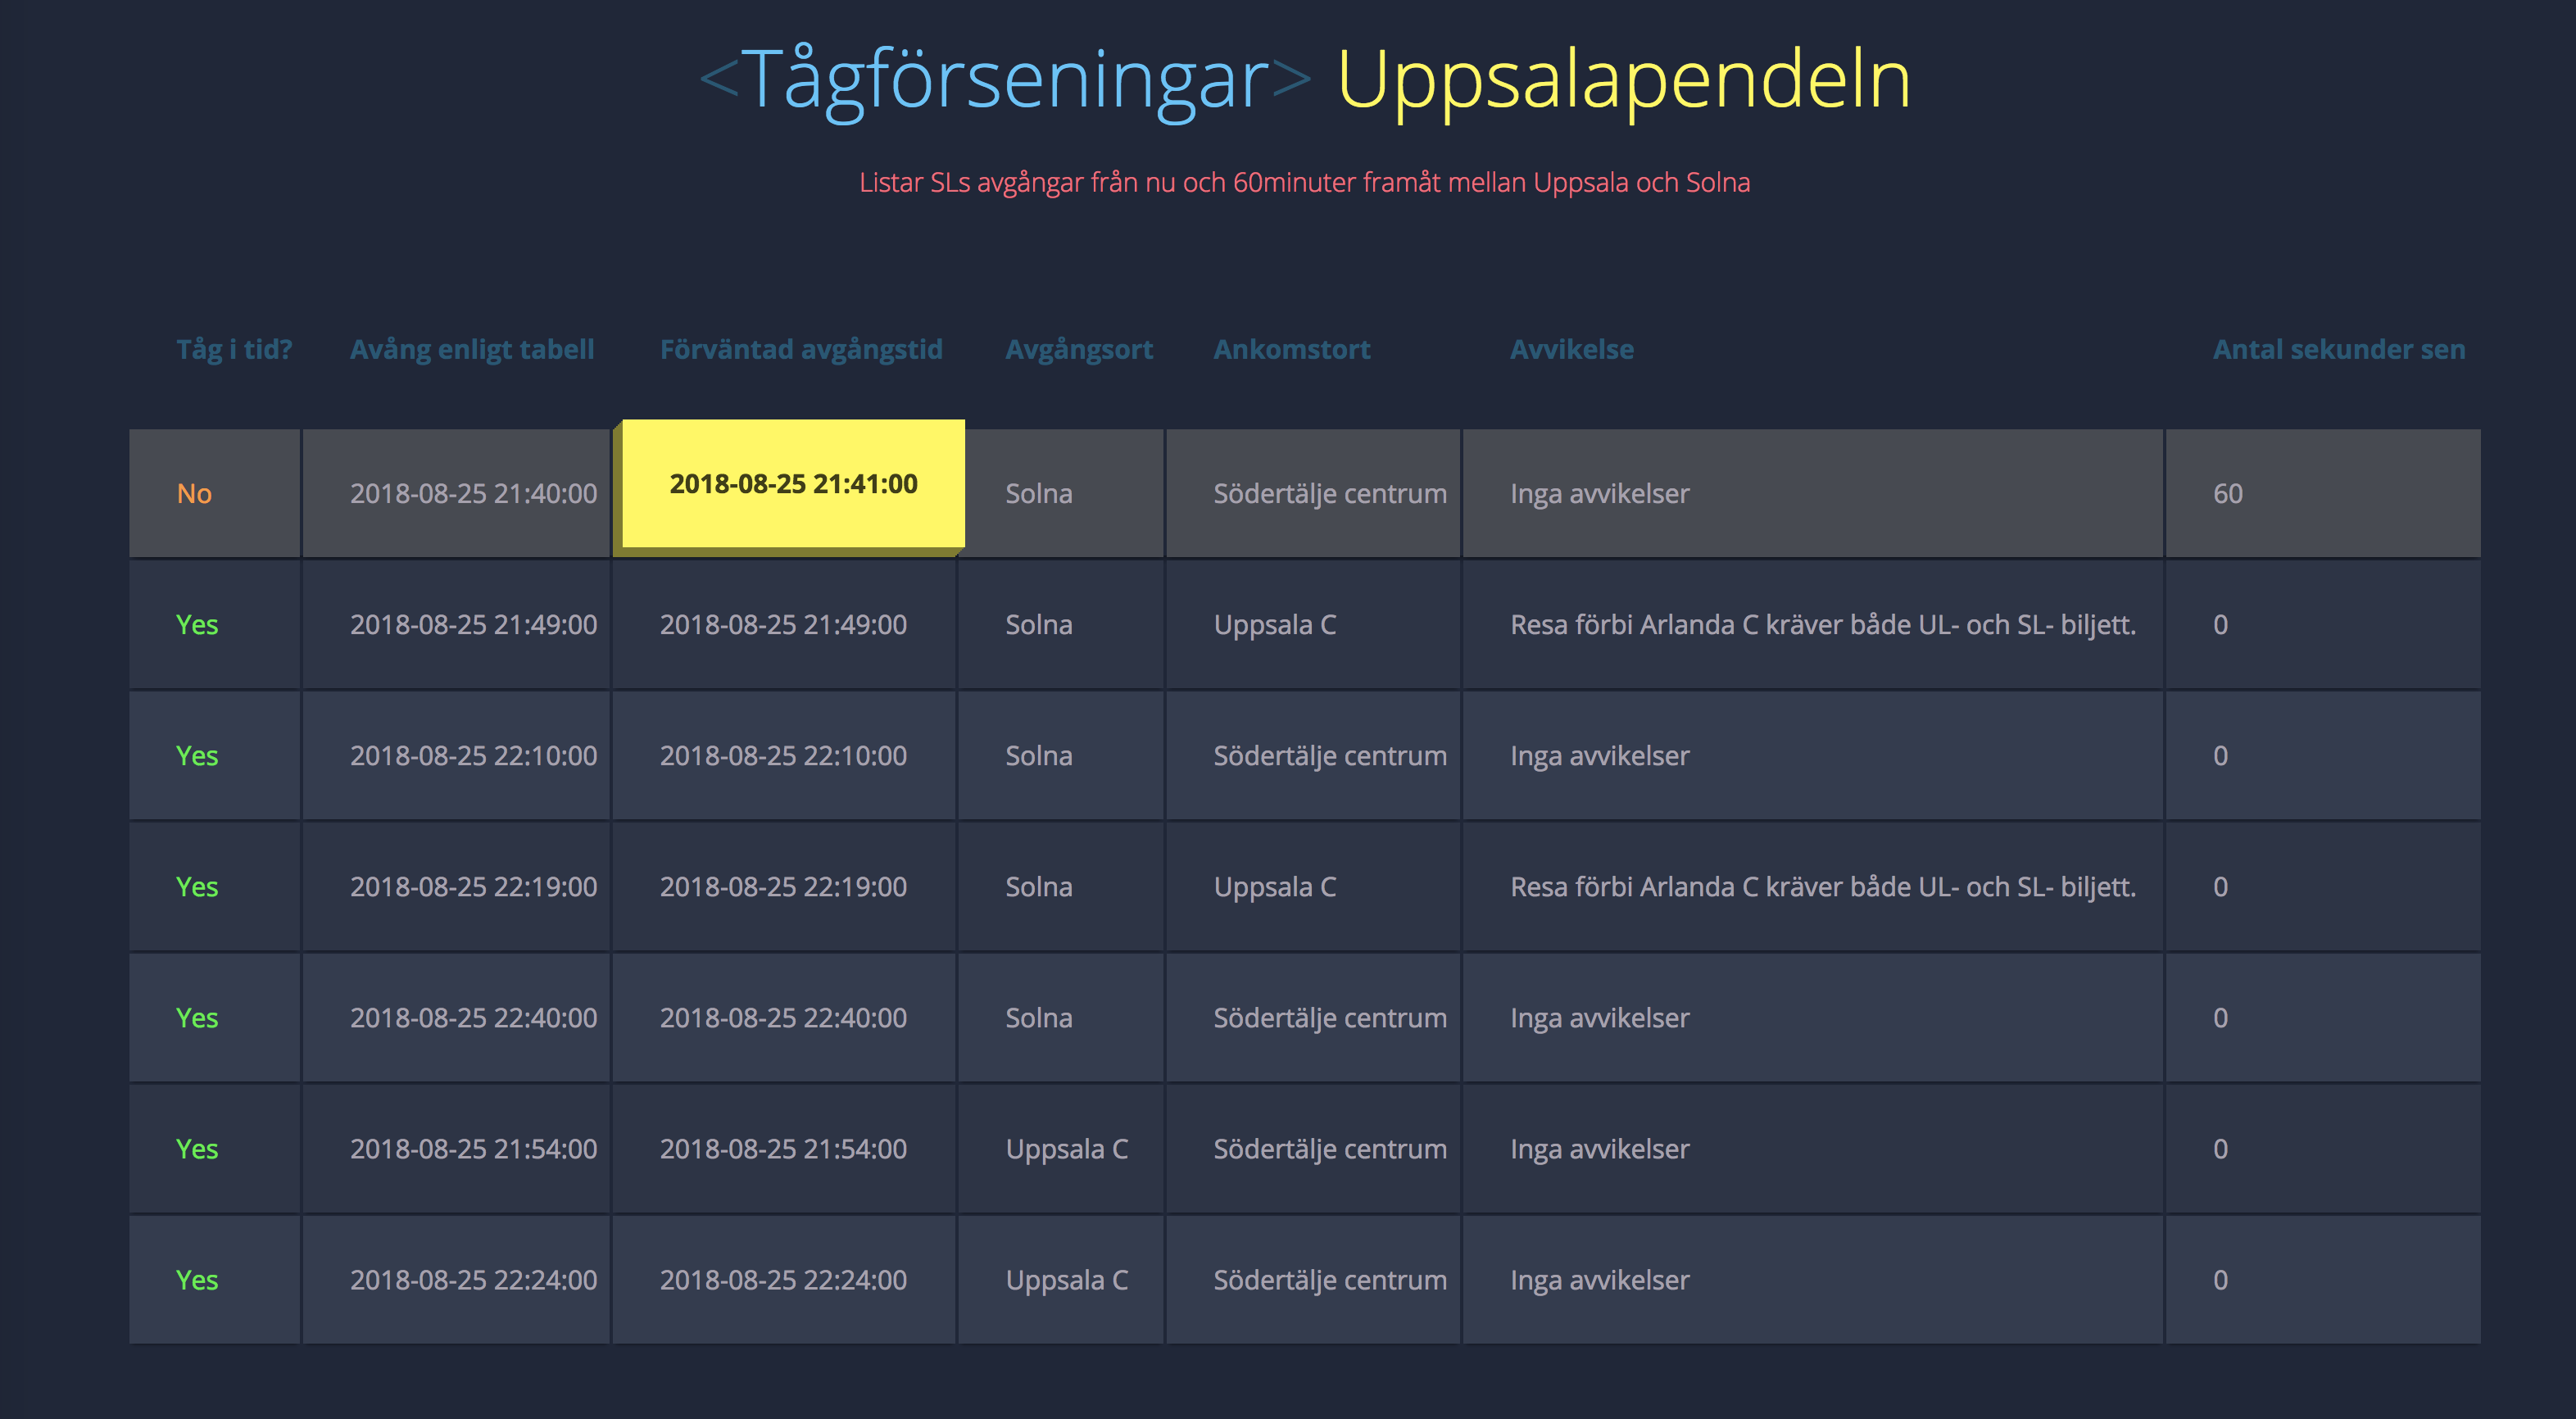 <Tågförseningar> Uppsalapendeln
Listar SLs avgångar från nu och 60minuter framåt mellan Uppsala och Solna
Tåg i tid? Avång enligt tabell Förväntad avgångstid Avgångsort Ankomstort Avvikelse Antal sekunder sen
No 2018-08-25 21:40:00 2018-08-25 21:41:00 Solna Södertälje centrum Inga avvikelser 60
Yes 2018-08-25 21:49:00 2018-08-25 21:49:00 Solna Uppsala C Resa förbi Arlanda C kräver både UL- och SL- biljett. 0
Yes 2018-08-25 22:10:00 2018-08-25 22:10:00 Solna Södertälje centrum Inga avvikelser 0
Yes 2018-08-25 22:19:00 2018-08-25 22:19:00 Solna Uppsala C Resa förbi Arlanda C kräver både UL- och SL- biljett. 0
Yes 2018-08-25 22:40:00 2018-08-25 22:40:00 Solna Södertälje centrum Inga avvikelser 0
Yes 2018-08-25 21:54:00 2018-08-25 21:54:00 Uppsala C Södertälje centrum Inga avvikelser 0
Yes 2018-08-25 22:24:00 2018-08-25 22:24:00 Uppsala C Södertälje centrum Inga avvikelser 0